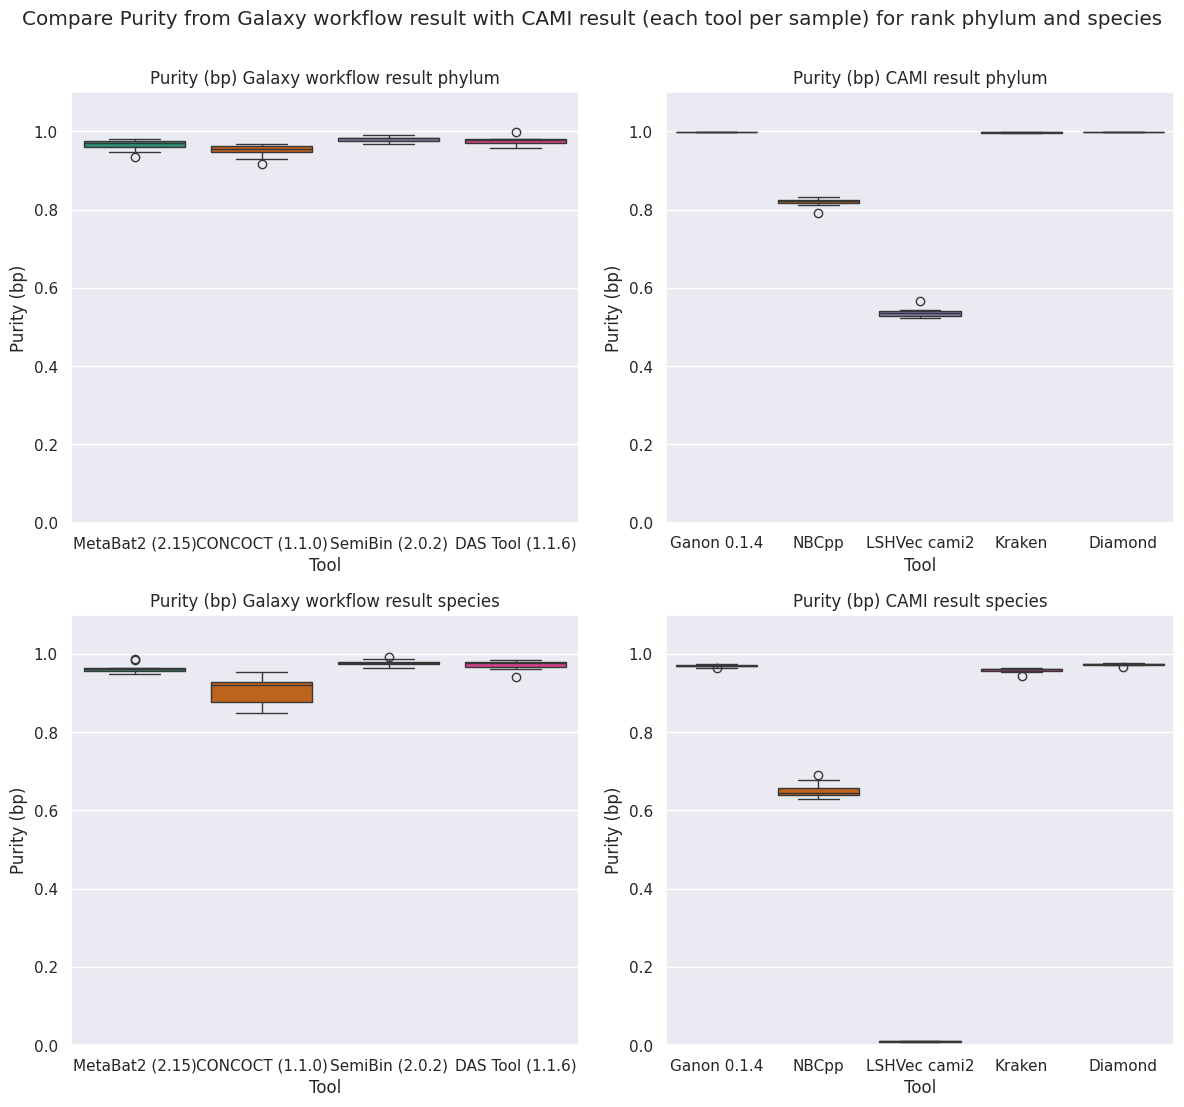 Compare Purity from Galaxy workflow result with CAMI result (each tool per sample) for rank phylum and species
Purity (bp) Galaxy workflow result phylum
Purity (bp)
1.0
0.8
0.6
0.4
0.2
0.0
MetaBat2 (2.15) CONCOCT (1.1.0) SemiBin (2.0.2) DAS Tool (1.1.6)
Tool
Purity (bp) CAMI result phylum
Purity (bp)
1.0
0.8
0.6
0.4
0.2
0.0
Ganon 0.1.4 NBCpp LSHVec cami2 Kraken Diamond
Tool
Purity (bp) Galaxy workflow result species
Purity (bp)
1.0
0.8
0.6
0.4
0.2
0.0
MetaBat2 (2.15) CONCOCT (1.1.0) SemiBin (2.0.2) DAS Tool (1.1.6)
Tool
Purity (bp) CAMI result species
Purity (bp)
1.0
0.8
0.6
0.4
0.2
0.0
Ganon 0.1.4 NBCpp LSHVec cami2 Kraken Diamond
Tool